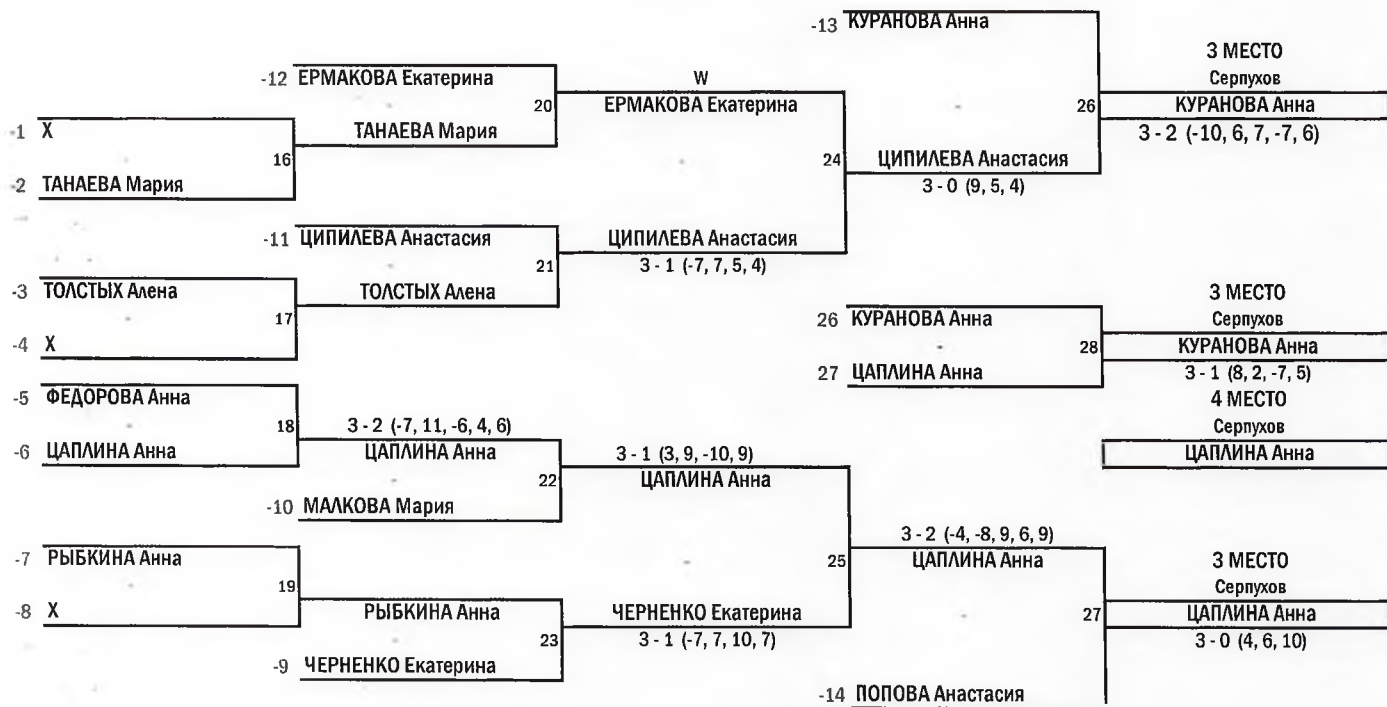 -13 КУРАНОВА Анна
3 МЕСТО
Серпухов
-12 ЕРМАКОВА Екатерина
W
20
ЕРМАКОВА Екатерина
26
КУРАНОВА Анна
3 - 2 (-10, 6, 7, -7, 6)
-1 X
ТАНАЕВА Мария
16
24
ЦИПИЛЕВА Анастасия
3 - 0 (9, 5, 4)
-2 ТАНАЕВА Мария
-11 ЦИПИЛЕВА Анастасия
ЦИПИЛЕВА Анастасия
21
3 - 1 (-7, 7, 5, 4)
-3 ТОЛСТЫХ Алена
ТОЛСТЫХ Алена
17
3 МЕСТО
Серпухов
26 КУРАНОВА Анна
28
КУРАНОВА Анна
-4 X
27 ЦАПЛИНА Анна
3 - 1 (8, 2, -7, 5)
-5 ФЕДОРОВА Анна
4 МЕСТО
Серпухов
18
3 - 2 (-7, 11, -6, 4, 6)
-6 ЦАПЛИНА Анна
ЦАПЛИНА Анна
3 - 1 (3, 9, -10, 9)
ЦАПЛИНА Анна
22
ЦАПЛИНА Анна
-10 МАЛКОВА Мария
3 - 2 (-4, -8, 9, 6, 9)
-7 РЫБКИНА Анна
25
ЦАПЛИНА Анна
3 МЕСТО
Серпухов
19
-8 X
РЫБКИНА Анна
ЧЕРНЕНКО Екатерина
27
ЦАПЛИНА Анна
23
3 - 1 (-7, 7, 10, 7)
3 - 0 (4, 6, 10)
-9 ЧЕРНЕНКО Екатерина
-14 ПОПОВА Анастасия